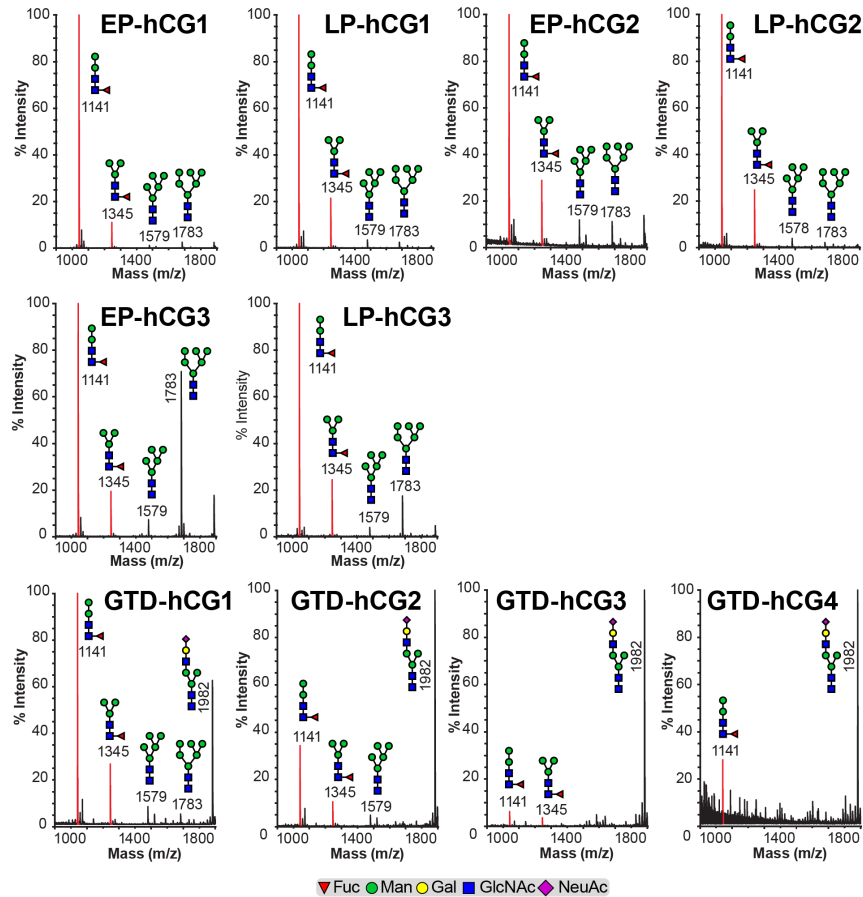 EP-hCG1
% Intensity
100
80
60
40
20
0
1141
1345
1579
1783
1000 1400 1800
Mass (m/z)
LP-hCG1
% Intensity
100
80
60
40
20
0
1141
1345
1579
1783
1000 1400 1800
Mass (m/z)
EP-hCG2
% Intensity
100
80
60
40
20
0
1141
1345
1579
1783
1000 1400 1800
Mass (m/z)
LP-hCG2
% Intensity
100
80
60
40
20
0
1141
1345
1578
1783
1000 1400 1800
Mass (m/z)
EP-hCG3
% Intensity
100
80
60
40
20
0
1141
1345
1579
1783
1000 1400 1800
Mass (m/z)
LP-hCG3
% Intensity
100
80
60
40
20
0
1141
1345
1579
1783
1000 1400 1800
Mass (m/z)
GTD-hCG1
% Intensity
100
80
60
40
20
0
1141
1345
1579
1783
1982
1000 1400 1800
Mass (m/z)
GTD-hCG2
% Intensity
100
80
60
40
20
0
1141
1345
1579
1982
1000 1400 1800
Mass (m/z)
GTD-hCG3
% Intensity
100
80
60
40
20
0
1141
1345
1982
1000 1400 1800
Mass (m/z)
GTD-hCG4
% Intensity
100
80
60
40
20
0
1141
1982
1000 1400 1800
Mass (m/z)
Fuc Man Gal GlcNAc NeuAc